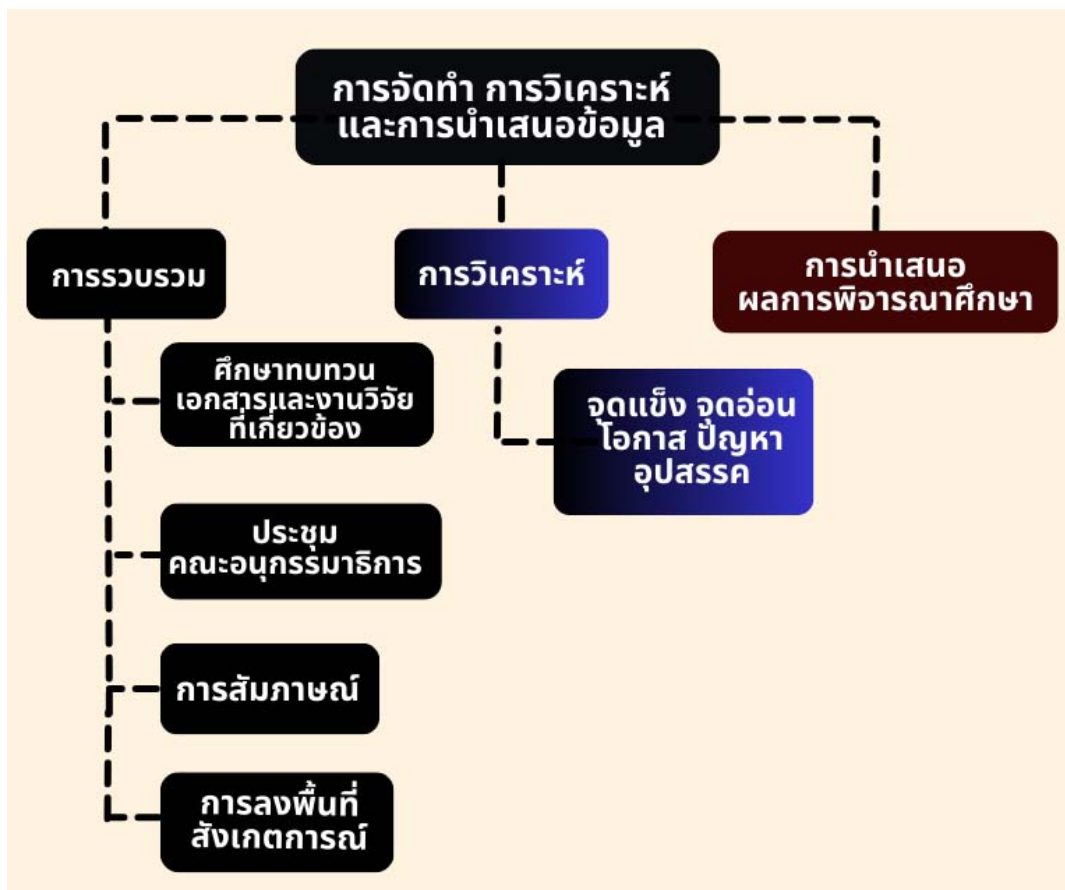 การจัดทำ การวิเคราะห์
และการนำเสนอข้อมูล
การรวบรวม
การวิเคราะห์
การนำเสนอ
ผลการพิจารณาศึกษา
ศึกษาทบทวน
เอกสารและงานวิจัย
ที่เกี่ยวข้อง
จุดแข็ง จุดอ่อน
โอกาส ปัญหา
อุปสรรค
ประชุม
คณะอนุกรรมาธิการ
การสัมภาษณ์
การลงพื้นที่
สังเกตการณ์